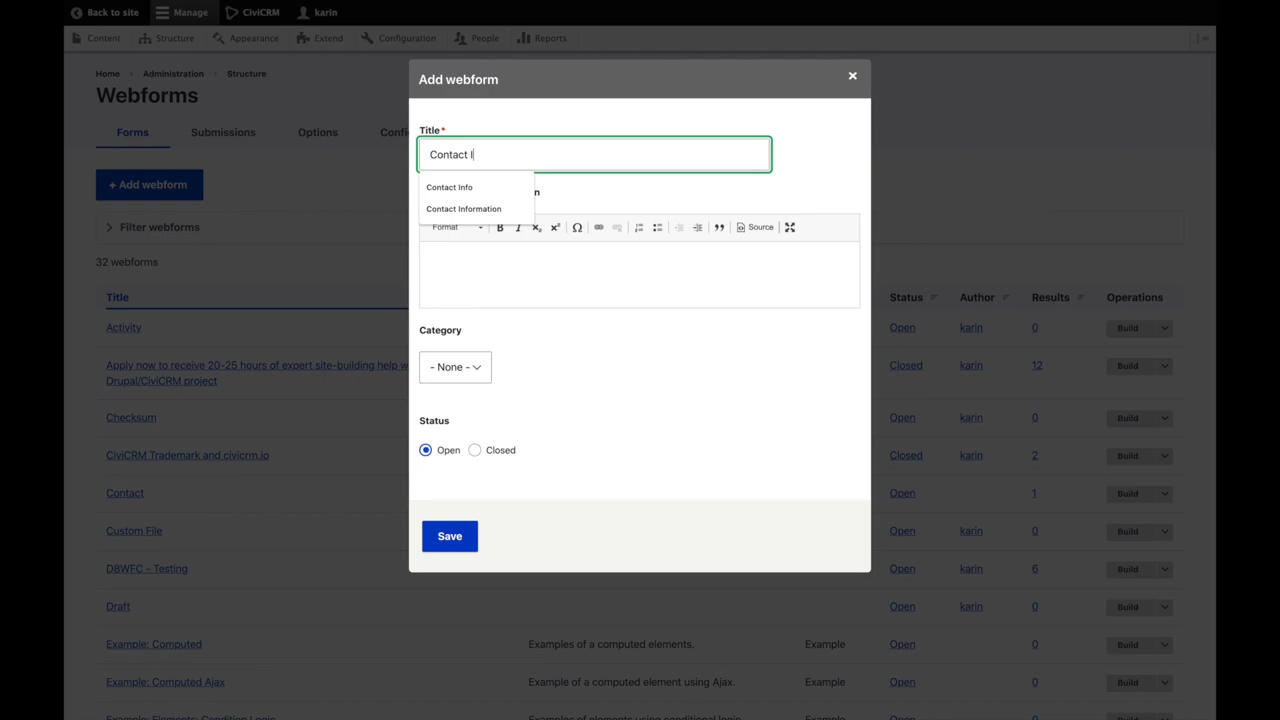 Back to site Manage CiviCRM karin
Content Structure Appearance Extend Configuration People Reports
Home › Administration › Structure
Webforms
Forms Submissions Options
+ Add webform
Filter webforms
32 webforms
Title Status Author Results Operations
Activity Open karin 0 Build
Apply now to receive 20-25 hours of expert site-building help w Closed karin 12 Build
Drupal/CiviCRM project
Checksum Open karin 0 Build
CiviCRM Trademark and civicrm.io Closed karin 2 Build
Contact Open 1 Build
Custom File Open karin 0 Build
D8WFC - Testing Open karin 6 Build
Draft Open karin 0 Build
Example: Computed Examples of a computed elements. Example Open 0 Build
Example: Computed Ajax Example of a computed element using Ajax. Example Open 0 Build
Add webform ×
Title*
Contact I
Contact Info
Contact Information
Format B I x₂ x² Ω Source
Category
- None -
Status
Open Closed
Save